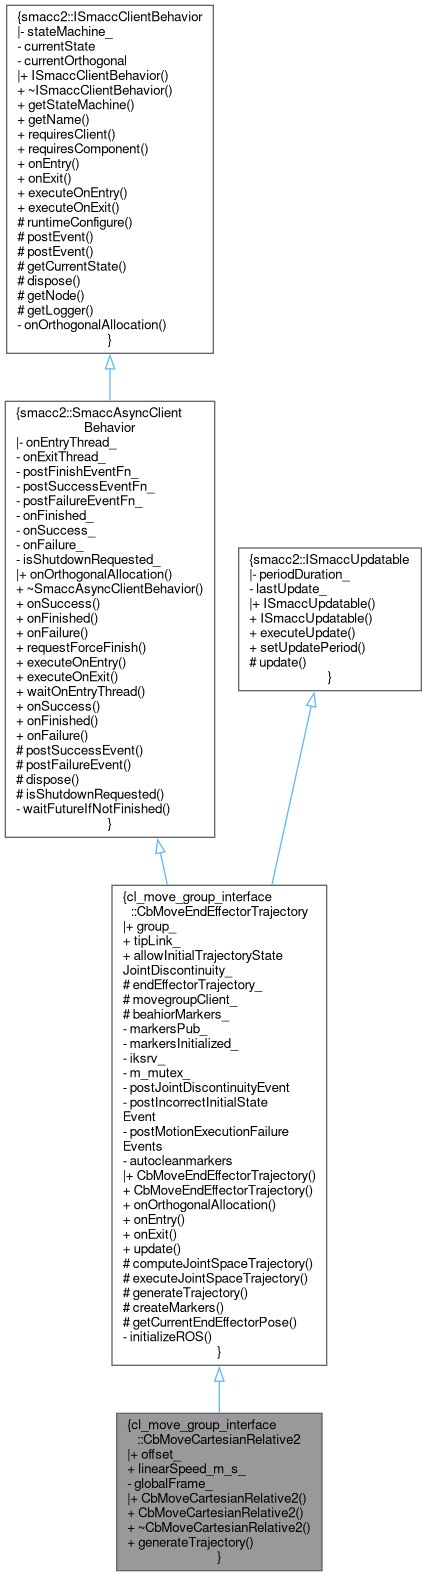 {smacc2::ISmaccClientBehavior
|- stateMachine_
- currentState
- currentOrthogonal
|+ ISmaccClientBehavior()
+ ~ISmaccClientBehavior()
+ getStateMachine()
+ getName()
+ requiresClient()
+ requiresComponent()
+ onEntry()
+ onExit()
+ executeOnEntry()
+ executeOnExit()
# runtimeConfigure()
# postEvent()
# postEvent()
# getCurrentState()
# dispose()
# getNode()
# getLogger()
- onOrthogonalAllocation()
}
{smacc2::SmaccAsyncClient
Behavior
|- onEntryThread_
- onExitThread_
- postFinishEventFn_
- postSuccessEventFn_
- postFailureEventFn_
- onFinished_
- onSuccess_
- onFailure_
- isShutdownRequested_
|+ onOrthogonalAllocation()
+ ~SmaccAsyncClientBehavior()
+ onSuccess()
+ onFinished()
+ onFailure()
+ requestForceFinish()
+ executeOnEntry()
+ executeOnExit()
+ waitOnEntryThread()
+ onSuccess()
+ onFinished()
+ onFailure()
# postSuccessEvent()
# postFailureEvent()
# dispose()
# isShutdownRequested()
- waitFutureIfNotFinished()
}
{smacc2::ISmaccUpdatable
|- periodDuration_
- lastUpdate_
|+ ISmaccUpdatable()
+ ISmaccUpdatable()
+ executeUpdate()
+ setUpdatePeriod()
# update()
}
{cl_move_group_interface
::CbMoveEndEffectorTrajectory
|+ group_
+ tipLink_
+ allowInitialTrajectoryState
JointDiscontinuity_
# endEffectorTrajectory_
# movegroupClient_
# beahiorMarkers_
- markersPub_
- markersInitialized_
- iksrv_
- m_mutex_
- postJointDiscontinuityEvent
- postIncorrectInitialState
Event
- postMotionExecutionFailure
Events
- autocleanmarkers
|+ CbMoveEndEffectorTrajectory()
+ CbMoveEndEffectorTrajectory()
+ onOrthogonalAllocation()
+ onEntry()
+ onExit()
+ update()
# computeJointSpaceTrajectory()
# executeJointSpaceTrajectory()
# generateTrajectory()
# createMarkers()
# getCurrentEndEffectorPose()
- initializeROS()
}
{cl_move_group_interface
::CbMoveCartesianRelative2
|+ offset_
+ linearSpeed_m_s_
- globalFrame_
|+ CbMoveCartesianRelative2()
+ CbMoveCartesianRelative2()
+ ~CbMoveCartesianRelative2()
+ generateTrajectory()
}